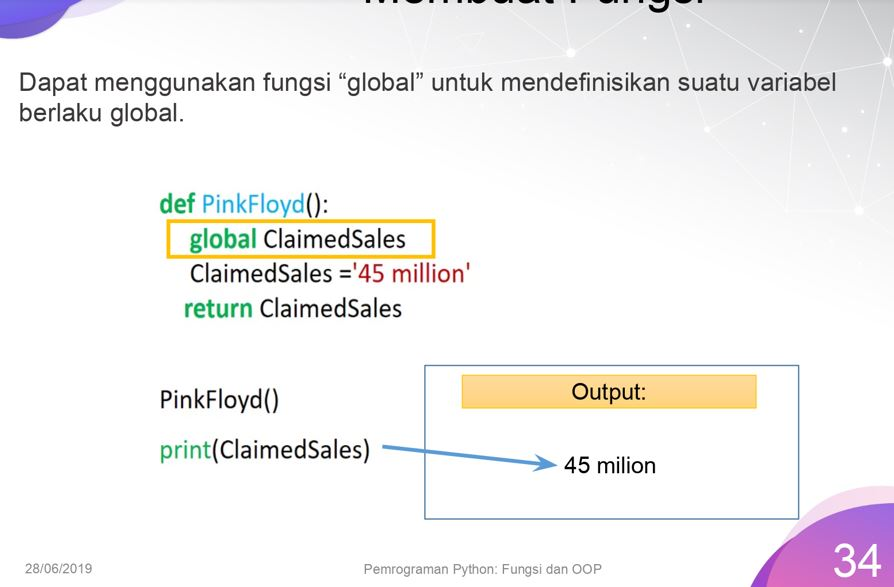 Membuat Fungsi
Dapat menggunakan fungsi “global” untuk mendefinisikan suatu variabel
berlaku global.
def PinkFloyd():
global ClaimedSales
ClaimedSales ='45 million'
return ClaimedSales
PinkFloyd()
print(ClaimedSales)
Output:
45 milion
28/06/2019
Pemrograman Python: Fungsi dan OOP
34